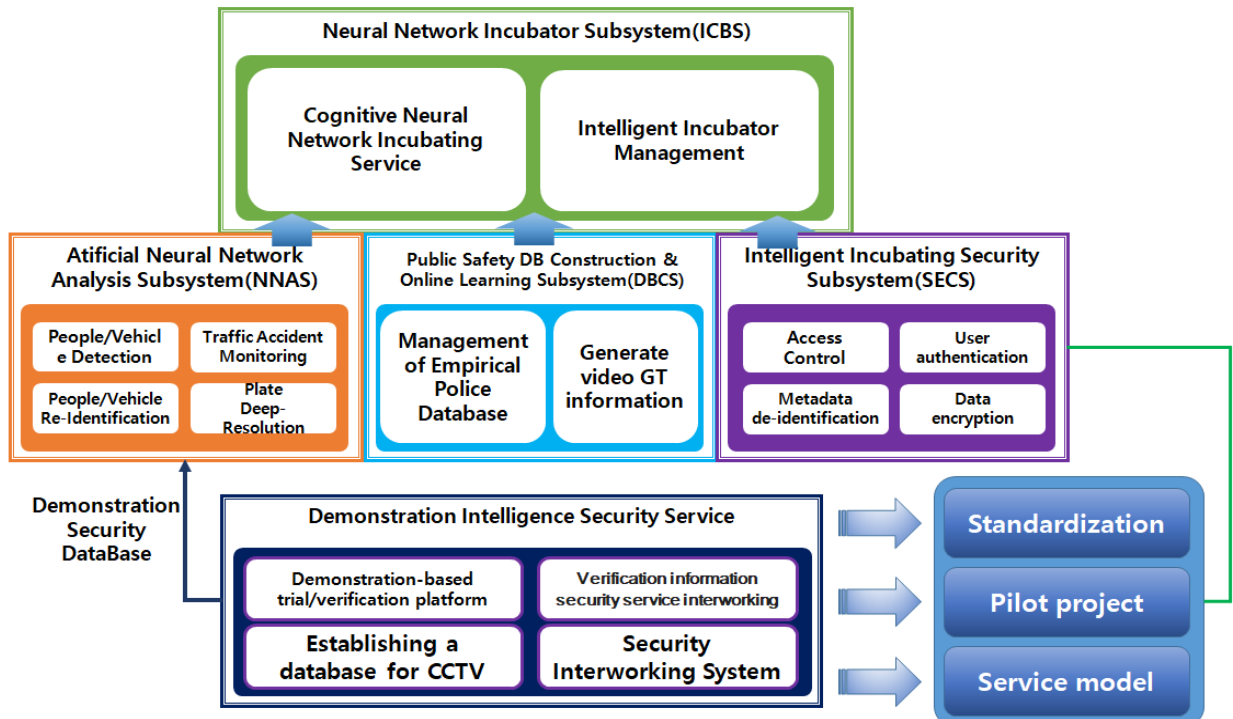 Neural Network Incubator Subsystem(ICBS)
Cognitive Neural
Network Incubating
Service
Intelligent Incubator
Management
Atificial Neural Network
Analysis Subsystem(NNAS)
People/Vehicl
e Detection
Traffic Accident
Monitoring
People/Vehicle
Re-Identification
Plate
Deep-
Resolution
Public Safety DB Construction &
Online Learning Subsystem(DBCS)
Management
of Empirical
Police
Database
Generate
video GT
information
Intelligent Incubating Security
Subsystem(SECS)
Access
Control
User
authentication
Metadata
de-identification
Data
encryption
Demonstration
Security
DataBase
Demonstration Intelligence Security Service
Demonstration-based
trial/verification platform
Verification information
security service interworking
Establishing a
database for CCTV
Security
Interworking System
Standardization
Pilot project
Service model